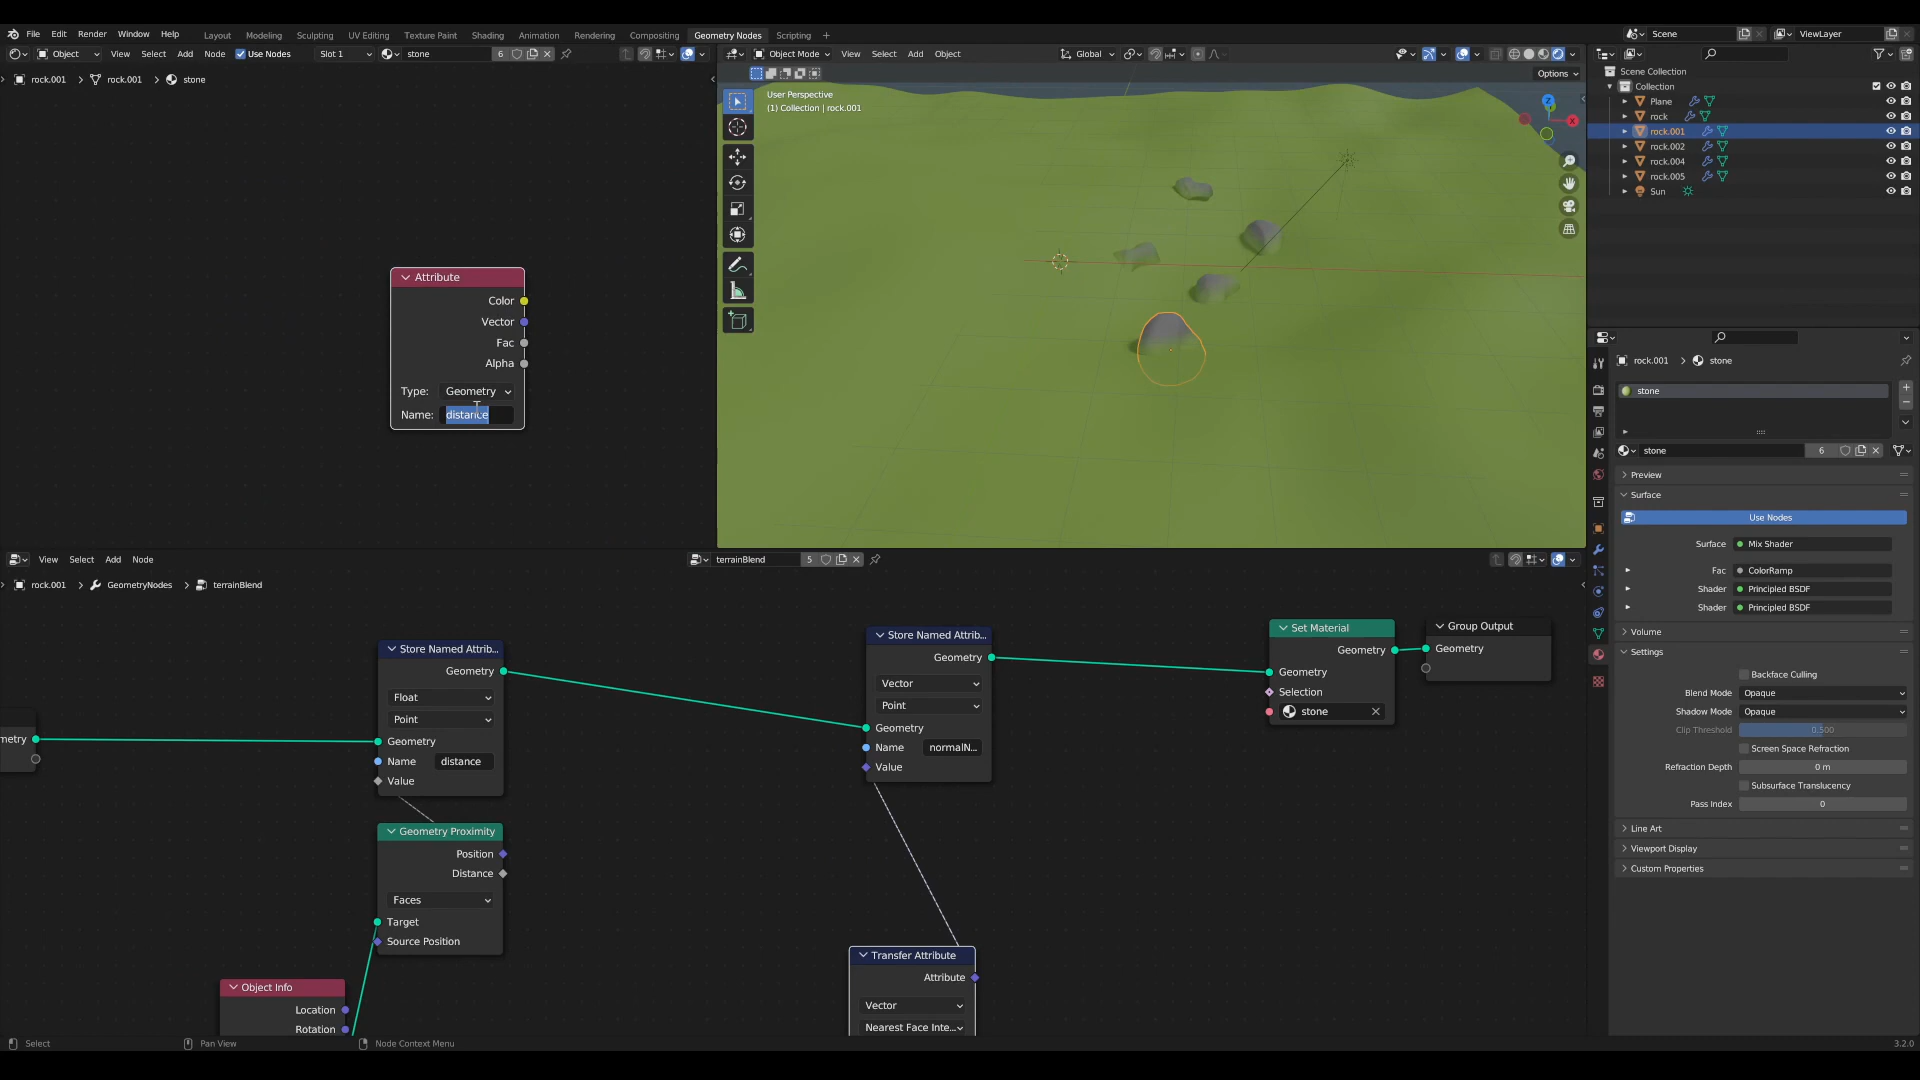 File Edit Render Window Help Layout Modeling Sculpting UV Editing Texture Paint Shading Animation Rendering Compositing Geometry Nodes Scripting + Scene ViewLayer
Object View Select Add Node Use Nodes Slot 1 stone 6
Object Mode View Select Add Object Global
rock.001 > rock.001 > stone
Options
User Perspective
(1) Collection | rock.001
Z
X
Scene Collection
Collection
Plane
rock
rock.001
rock.002
rock.004
rock.005
Sun
Attribute
Color
Vector
Fac
Alpha
Type: Geometry
Name: distance
rock.001 > stone
stone
stone 6
Preview
Surface
Use Nodes
Surface Mix Shader
Fac ColorRamp
Shader Principled BSDF
Shader Principled BSDF
Volume
Settings
Backface Culling
Blend Mode Opaque
Shadow Mode Opaque
Clip Threshold 0.500
Screen Space Refraction
Refraction Depth 0 m
Subsurface Translucency
Pass Index 0
Line Art
Viewport Display
Custom Properties
View Select Add Node terrainBlend 5
rock.001 > GeometryNodes > terrainBlend
metry
Store Named Attrib...
Geometry
Float
Point
Geometry
Name distance
Value
Geometry Proximity
Position
Distance
Faces
Target
Source Position
Object Info
Location
Rotation
Store Named Attrib...
Geometry
Vector
Point
Geometry
Name normalN...
Value
Transfer Attribute
Attribute
Vector
Nearest Face Inte...
Set Material
Geometry
Geometry
Selection
stone
Group Output
Geometry
Select Pan View Node Context Menu 3.2.0